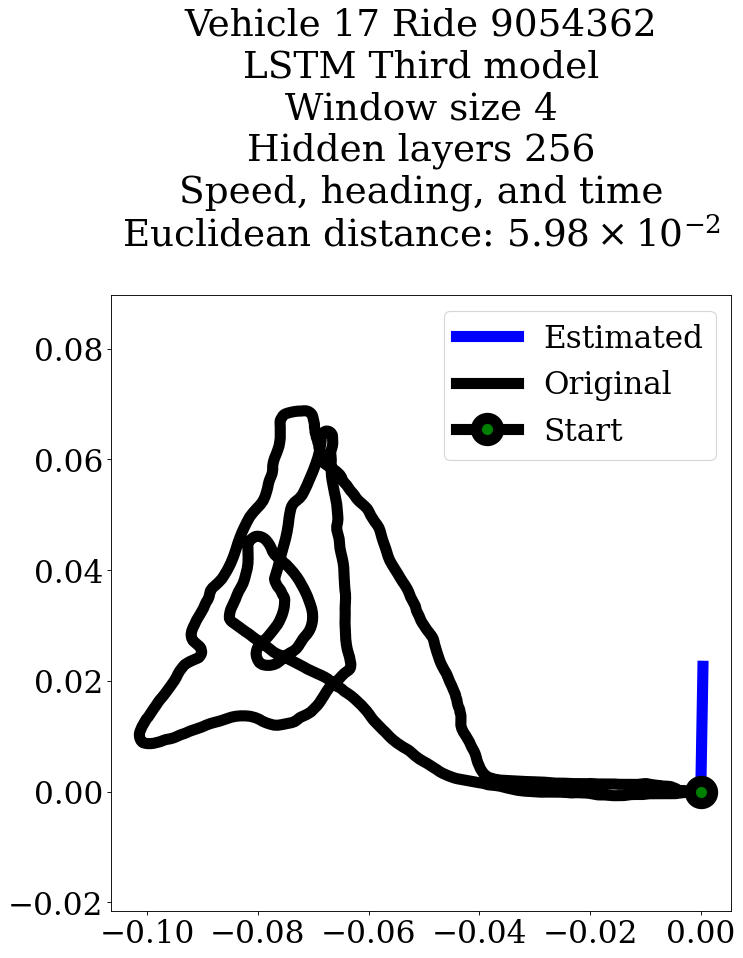 Vehicle 17 Ride 9054362
LSTM Third model
Window size 4
Hidden layers 256
Speed, heading, and time
Euclidean distance: 5.98 × 10⁻²
Estimated
Original
Start
0.08
0.06
0.04
0.02
0.00
−0.02
−0.10 −0.08 −0.06 −0.04 −0.02 0.00